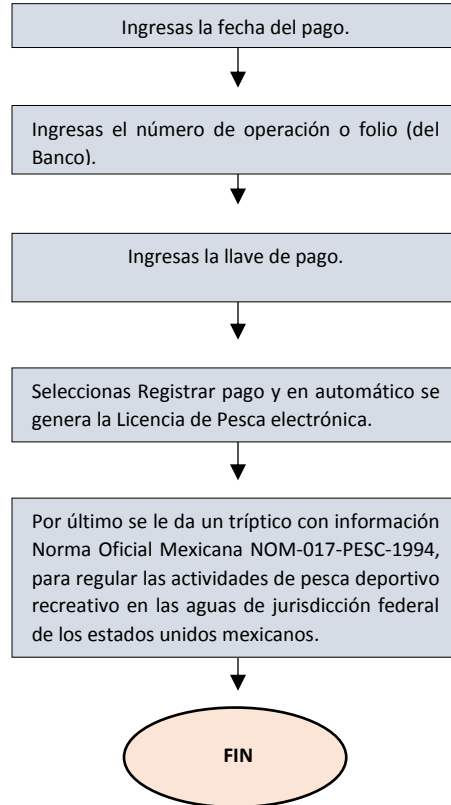 Ingresas la fecha del pago.
Ingresas el número de operación o folio (del
Banco).
Ingresas la llave de pago.
Seleccionas Registrar pago y en automático se
genera la Licencia de Pesca electrónica.
Por último se le da un tríptico con información
Norma Oficial Mexicana NOM-017-PESC-1994,
para regular las actividades de pesca deportivo
recreativo en las aguas de jurisdicción federal
de los estados unidos mexicanos.
FIN